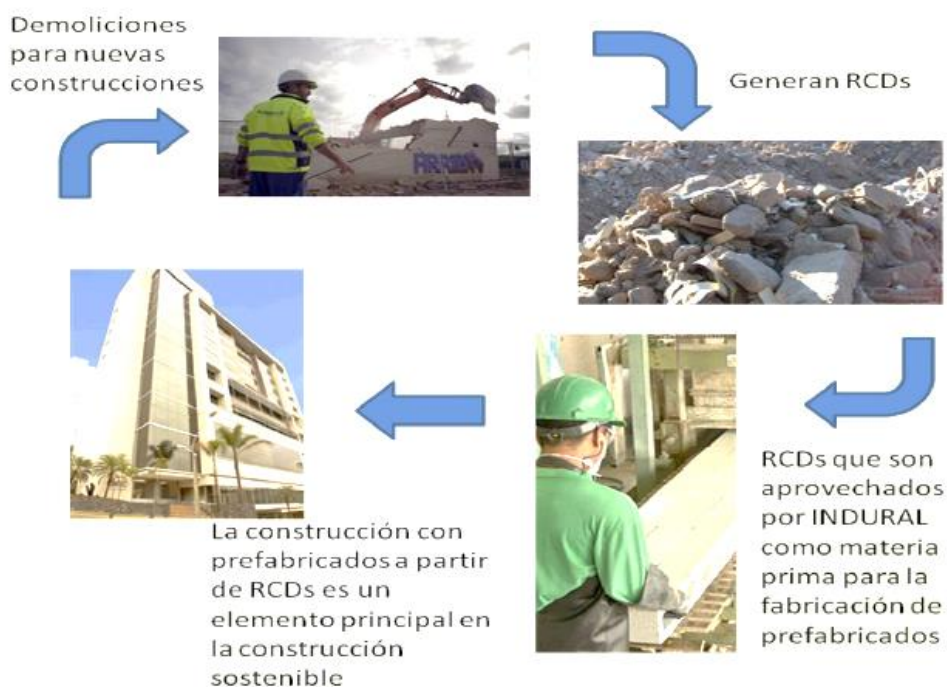 Demoliciones
para nuevas
construcciones
Generan RCDs
RCDs que son
aprovechados
por INDURAL
como materia
prima para la
fabricación de
prefabricados
La construcción con
prefabricados a partir
de RCDs es un
elemento principal en
la construcción
sostenible